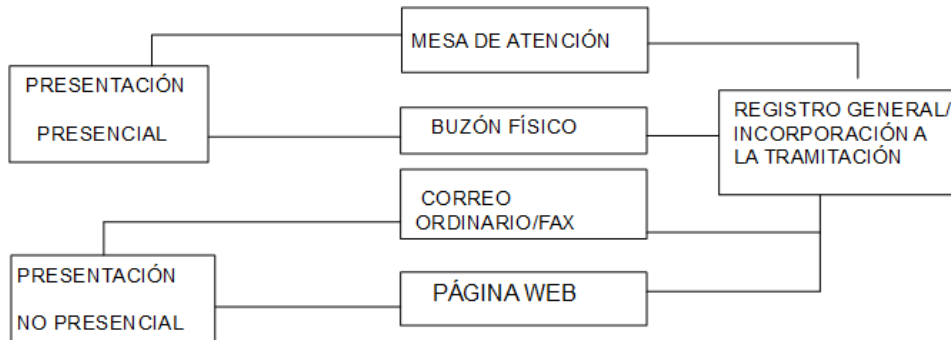 PRESENTACIÓN
PRESENCIAL
MESA DE ATENCIÓN
BUZÓN FÍSICO
REGISTRO GENERAL/
INCORPORACIÓN A
LA TRAMITACIÓN
CORREO
ORDINARIO/FAX
PRESENTACIÓN
NO PRESENCIAL
PÁGINA WEB